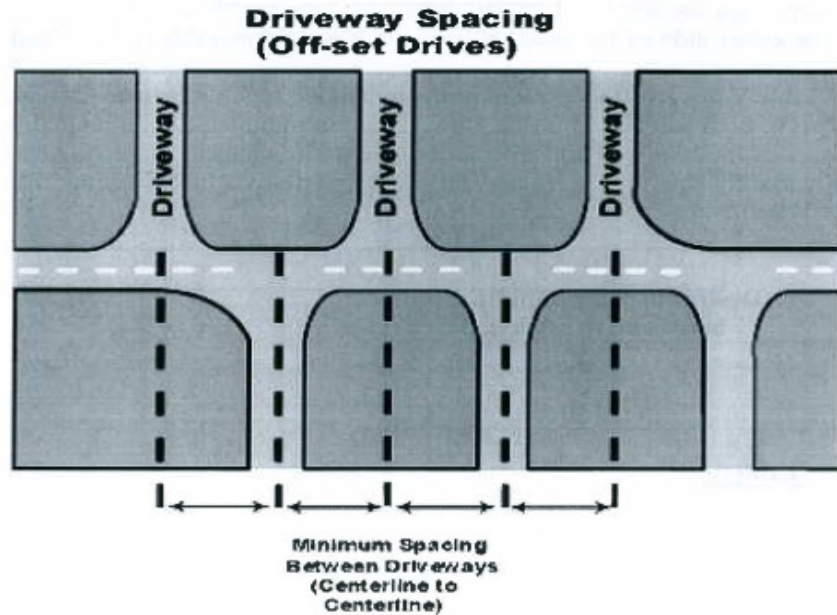 Driveway Spacing
(Off-set Drives)
Driveway
Driveway
Driveway
Minimum Spacing
Between Driveways
(Centerline to
Centerline)